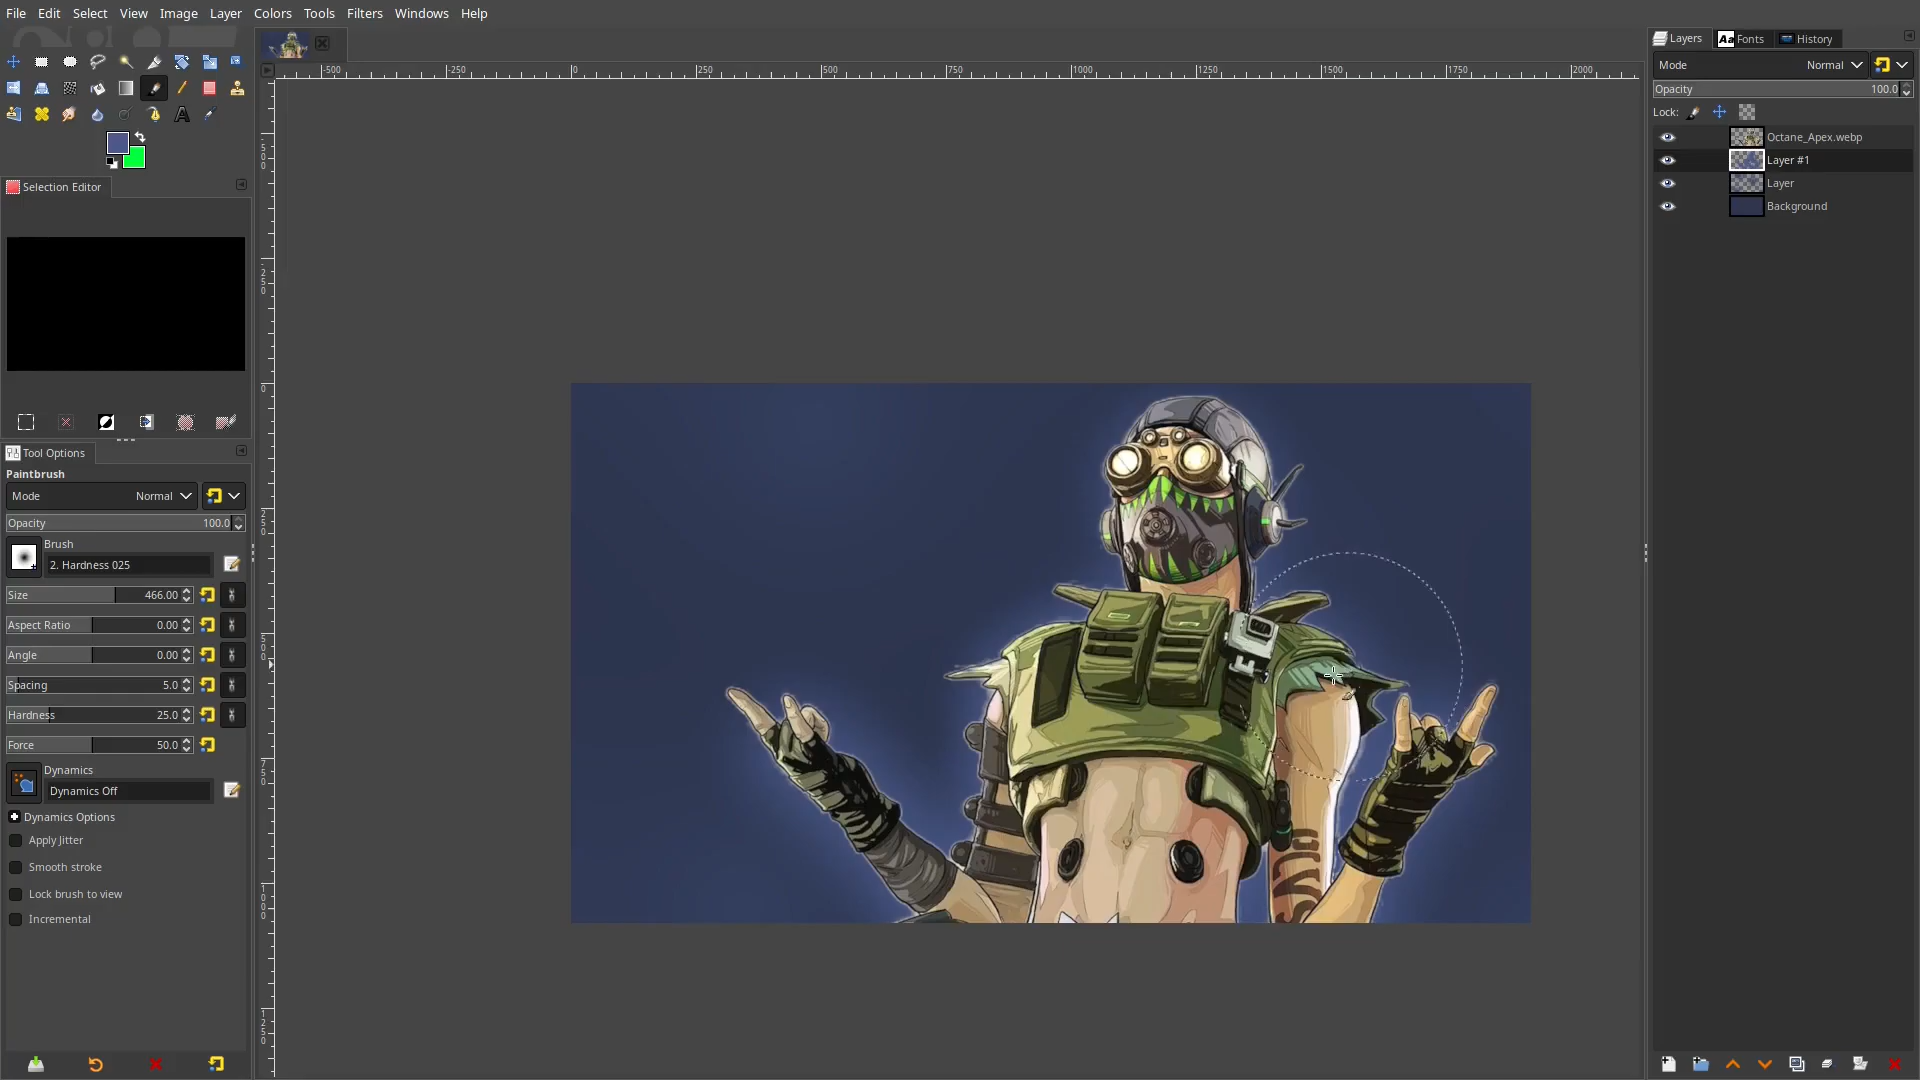 File Edit Select View Image Layer Colors Tools Filters Windows Help
Selection Editor
Tool Options
Paintbrush
Mode Normal
Opacity 100.0
Brush
2. Hardness 025
Size 466.00
Aspect Ratio 0.00
Angle 0.00
Spacing 5.0
Hardness 25.0
Force 50.0
Dynamics
Dynamics Off
Dynamics Options
Apply Jitter
Smooth stroke
Lock brush to view
Incremental
-500 -250 0 250 500 750 1000 1250 1500 1750 2000
Layers Aa Fonts History
Mode Normal
Opacity 100.0
Lock:
Octane_Apex.webp
Layer #1
Layer
Background